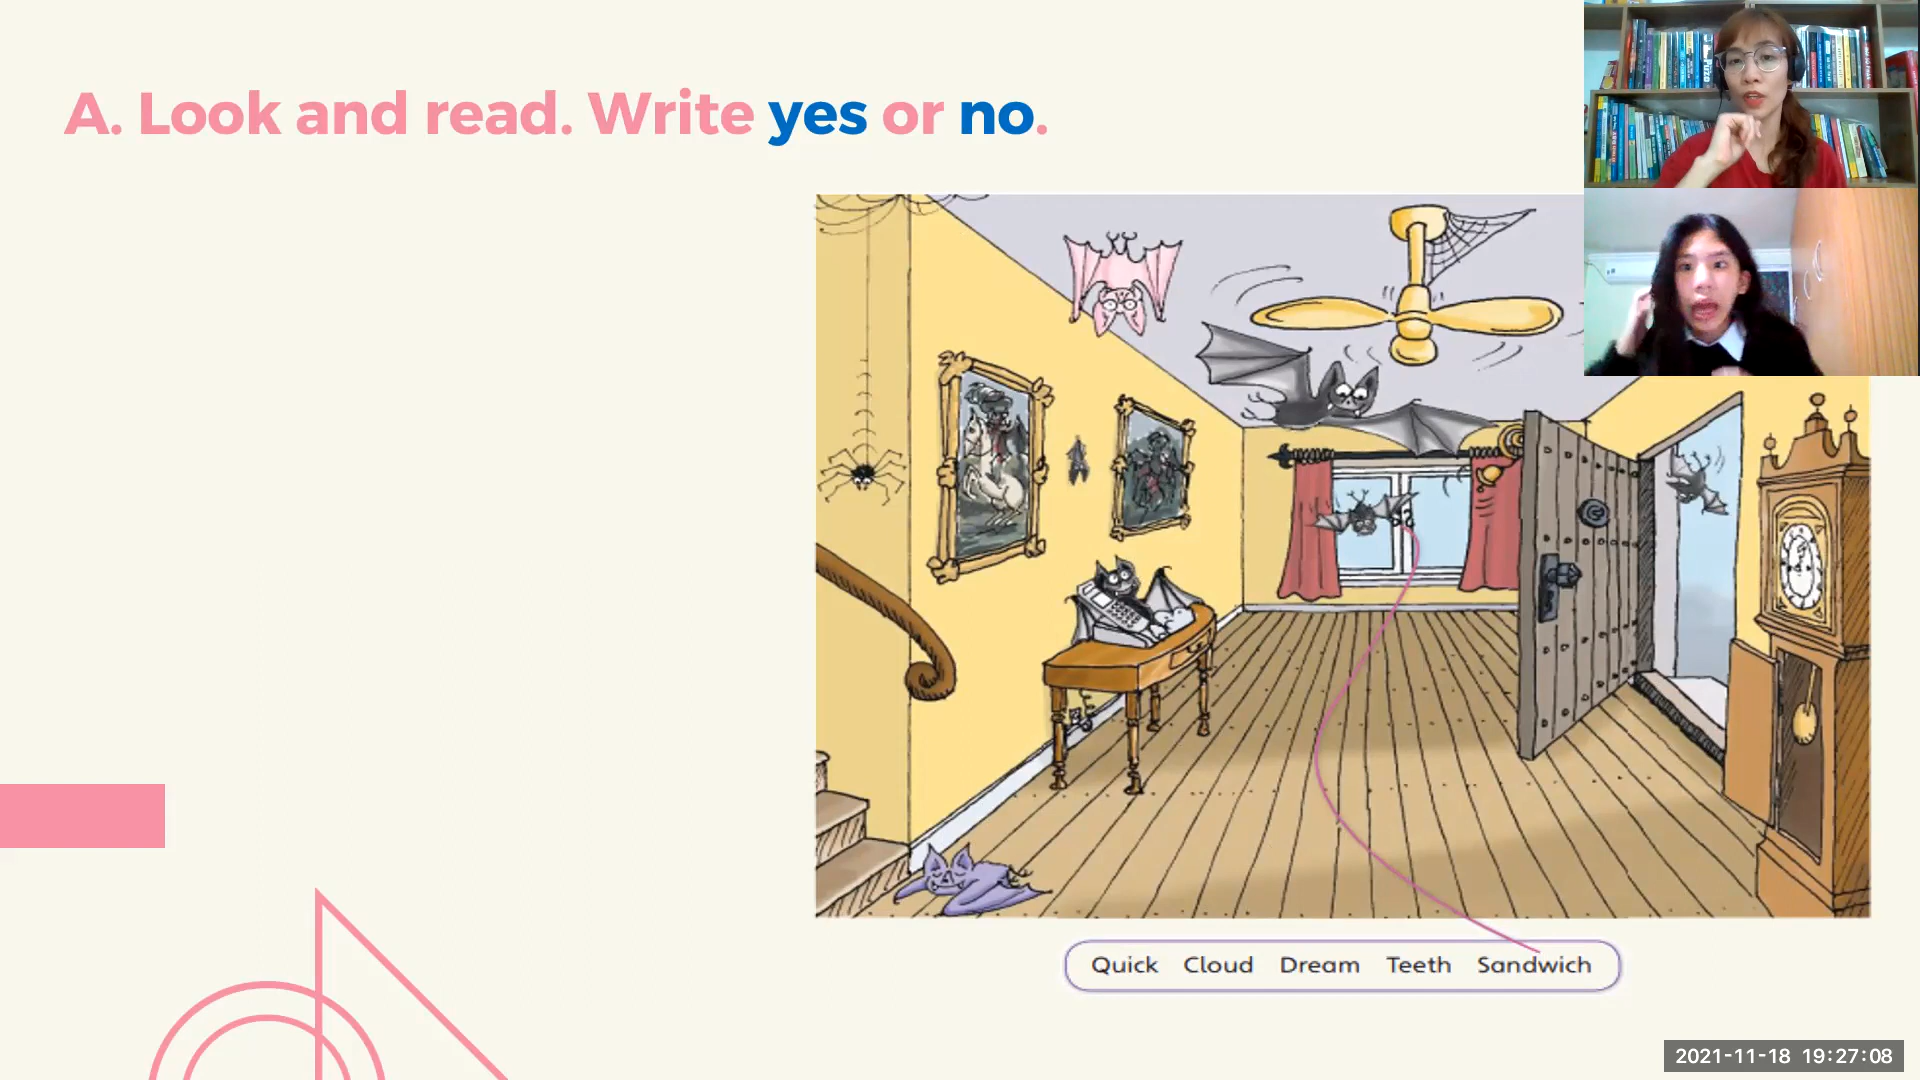 A. Look and read. Write yes or no.
Quick Cloud Dream Teeth Sandwich
2021-11-18 19:27:08